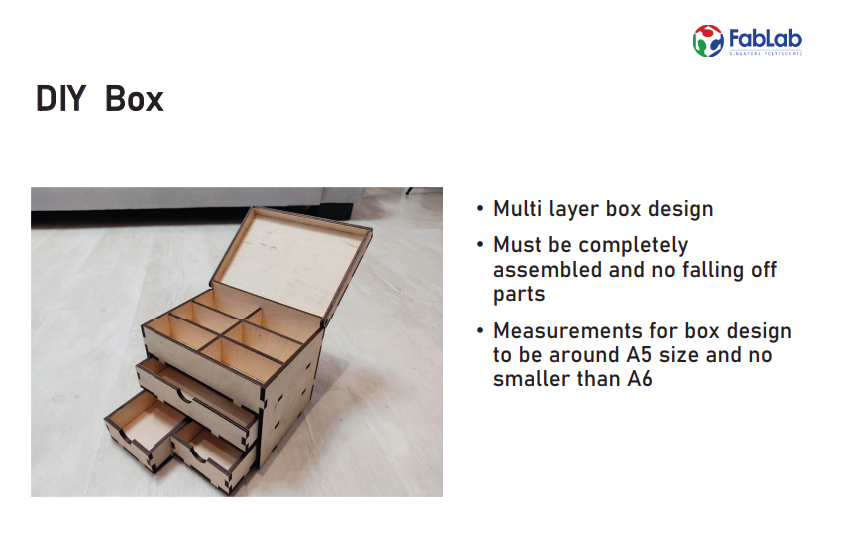 FabLab
SINGAPORE POLYTECHNIC
DIY Box
• Multi layer box design
• Must be completely
assembled and no falling off
parts
• Measurements for box design
to be around A5 size and no
smaller than A6